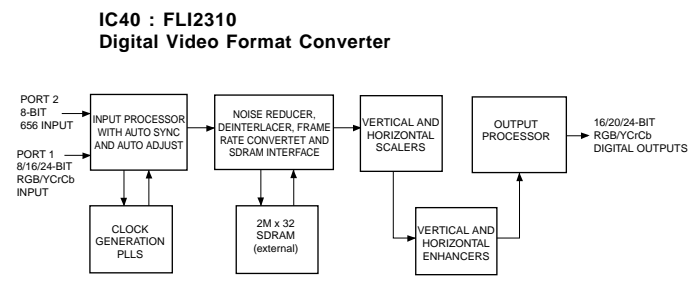 IC40 : FLI2310
Digital Video Format Converter
PORT 2
8-BIT
656 INPUT
PORT 1
8/16/24-BIT
RGB/YCrCb
INPUT
INPUT PROCESSOR
WITH AUTO SYNC
AND AUTO ADJUST
CLOCK
GENERATION
PLLS
NOISE REDUCER,
DEINTERLACER, FRAME
RATE CONVERTET AND
SDRAM INTERFACE
2M x 32
SDRAM
(external)
VERTICAL AND
HORIZONTAL
SCALERS
VERTICAL AND
HORIZONTAL
ENHANCERS
OUTPUT
PROCESSOR
16/20/24-BIT
RGB/YCrCb
DIGITAL OUTPUTS